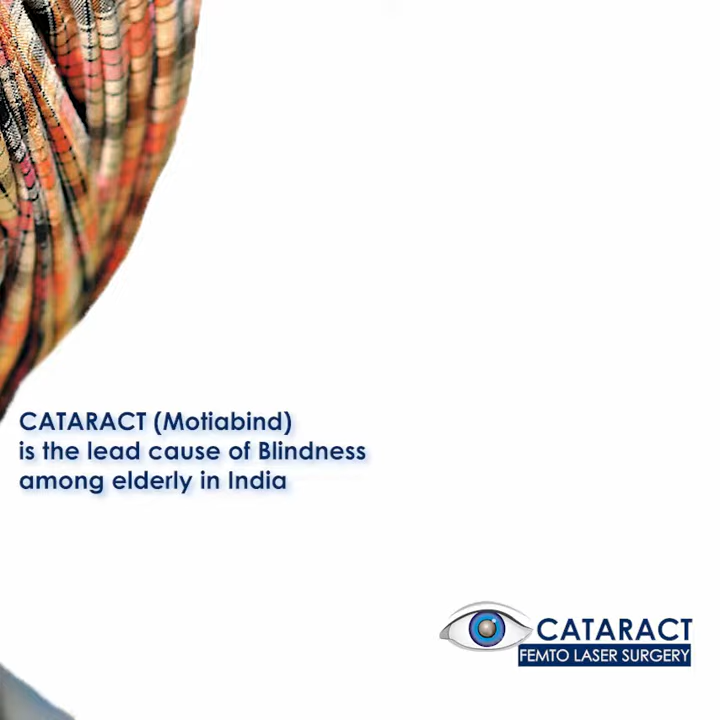 CATARACT (Motiabind)
is the lead cause of Blindness
among elderly in India
CATARACT
FEMTO LASER SURGERY